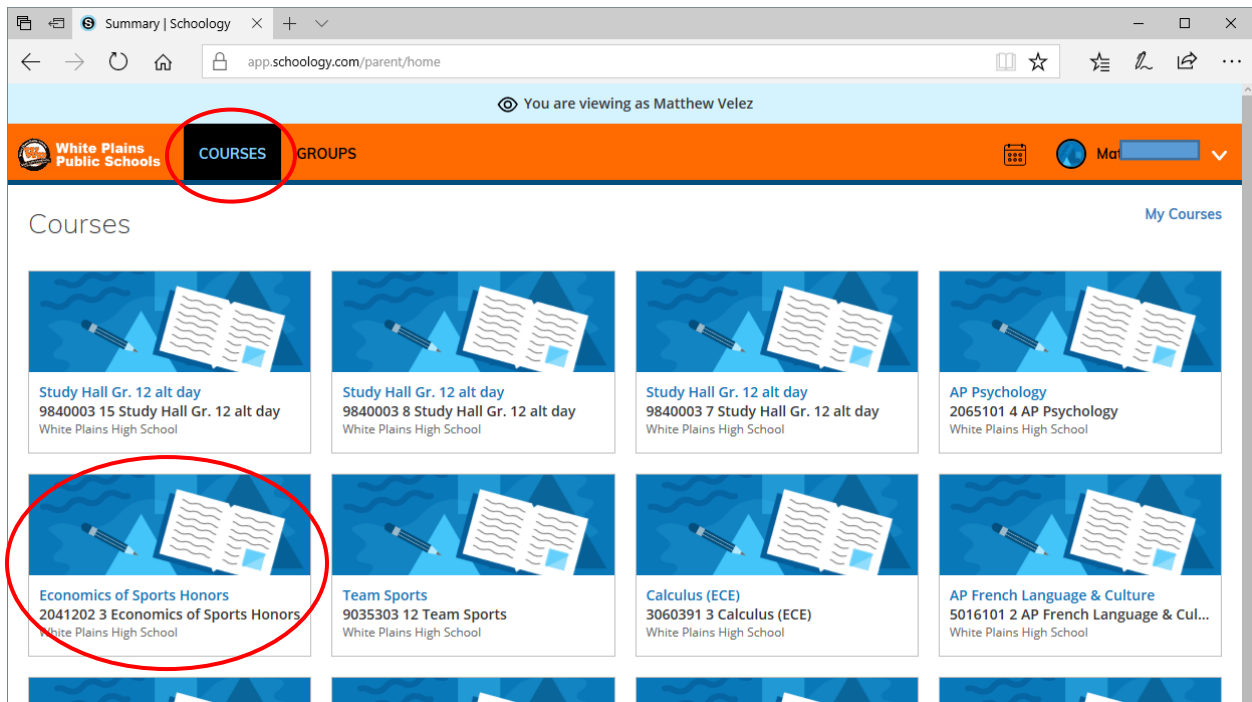 Summary | Schoology
app.schoology.com/parent/home
You are viewing as Matthew Velez
White Plains
Public Schools
COURSES
GROUPS
Mat
Courses
My Courses
Study Hall Gr. 12 alt day
9840003 15 Study Hall Gr. 12 alt day
White Plains High School
Study Hall Gr. 12 alt day
9840003 8 Study Hall Gr. 12 alt day
White Plains High School
Study Hall Gr. 12 alt day
9840003 7 Study Hall Gr. 12 alt day
White Plains High School
AP Psychology
2065101 4 AP Psychology
White Plains High School
Economics of Sports Honors
2041202 3 Economics of Sports Honors
White Plains High School
Team Sports
9035303 12 Team Sports
White Plains High School
Calculus (ECE)
3060391 3 Calculus (ECE)
White Plains High School
AP French Language & Culture
5016101 2 AP French Language & Cul...
White Plains High School